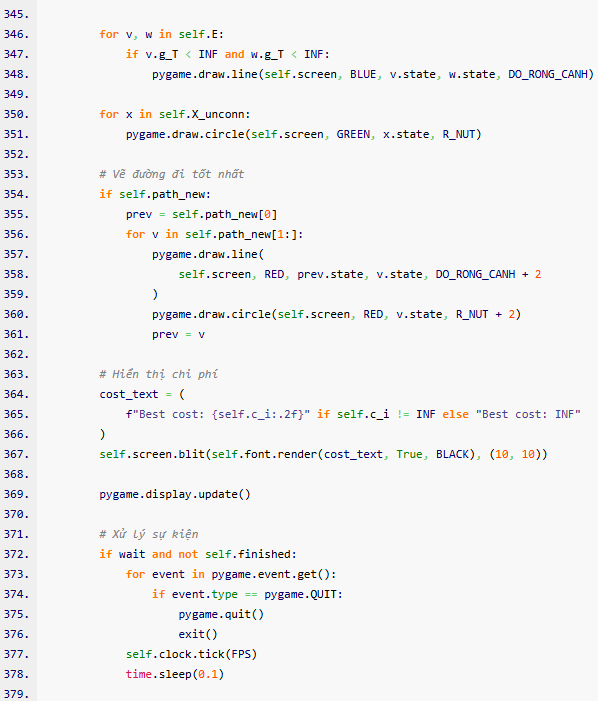 345.
346.         for v, w in self.E:
347.             if v.g_T < INF and w.g_T < INF:
348.                 pygame.draw.line(self.screen, BLUE, v.state, w.state, DO_RONG_CANH)
349.
350.         for x in self.X_unconn:
351.             pygame.draw.circle(self.screen, GREEN, x.state, R_NUT)
352.
353.         # Vẽ đường đi tốt nhất
354.         if self.path_new:
355.             prev = self.path_new[0]
356.             for v in self.path_new[1:]:
357.                 pygame.draw.line(
358.                     self.screen, RED, prev.state, v.state, DO_RONG_CANH + 2
359.                 )
360.                 pygame.draw.circle(self.screen, RED, v.state, R_NUT + 2)
361.                 prev = v
362.
363.         # Hiển thị chi phí
364.         cost_text = (
365.             f"Best cost: {self.c_i:.2f}" if self.c_i != INF else "Best cost: INF"
366.         )
367.         self.screen.blit(self.font.render(cost_text, True, BLACK), (10, 10))
368.
369.         pygame.display.update()
370.
371.         # Xử lý sự kiện
372.         if wait and not self.finished:
373.             for event in pygame.event.get():
374.                 if event.type == pygame.QUIT:
375.                     pygame.quit()
376.                     exit()
377.             self.clock.tick(FPS)
378.             time.sleep(0.1)
379.